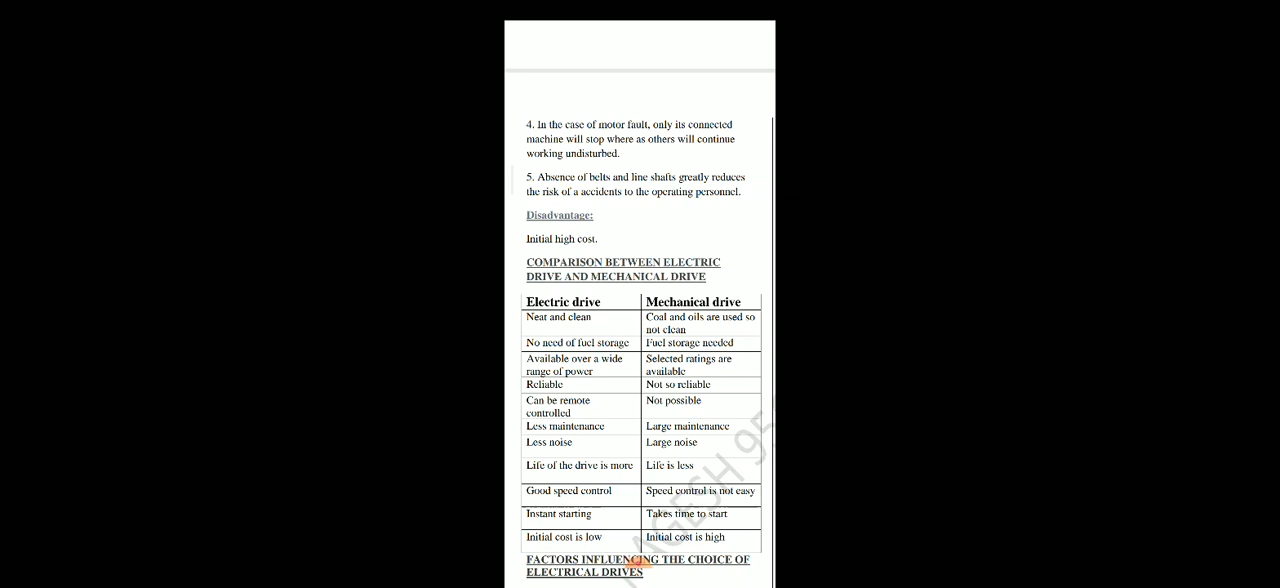 4. In the case of motor fault, only its connected
machine will stop where as others will continue
working undisturbed.
5. Absence of belts and line shafts greatly reduces
the risk of a accidents to the operating personnel.
Disadvantage:
Initial high cost.
COMPARISON BETWEEN ELECTRIC
DRIVE AND MECHANICAL DRIVE
Electric drive Mechanical drive
Neat and clean Coal and oils are used so
not clean
No need of fuel storage Fuel storage needed
Available over a wide Selected ratings are
range of power available
Reliable Not so reliable
Can be remote Not possible
controlled
Less maintenance Large maintenance
Less noise Large noise
Life of the drive is more Life is less
Good speed control Speed control is not easy
Instant starting Takes time to start
Initial cost is low Initial cost is high
FACTORS INFLUENCING THE CHOICE OF
ELECTRICAL DRIVES